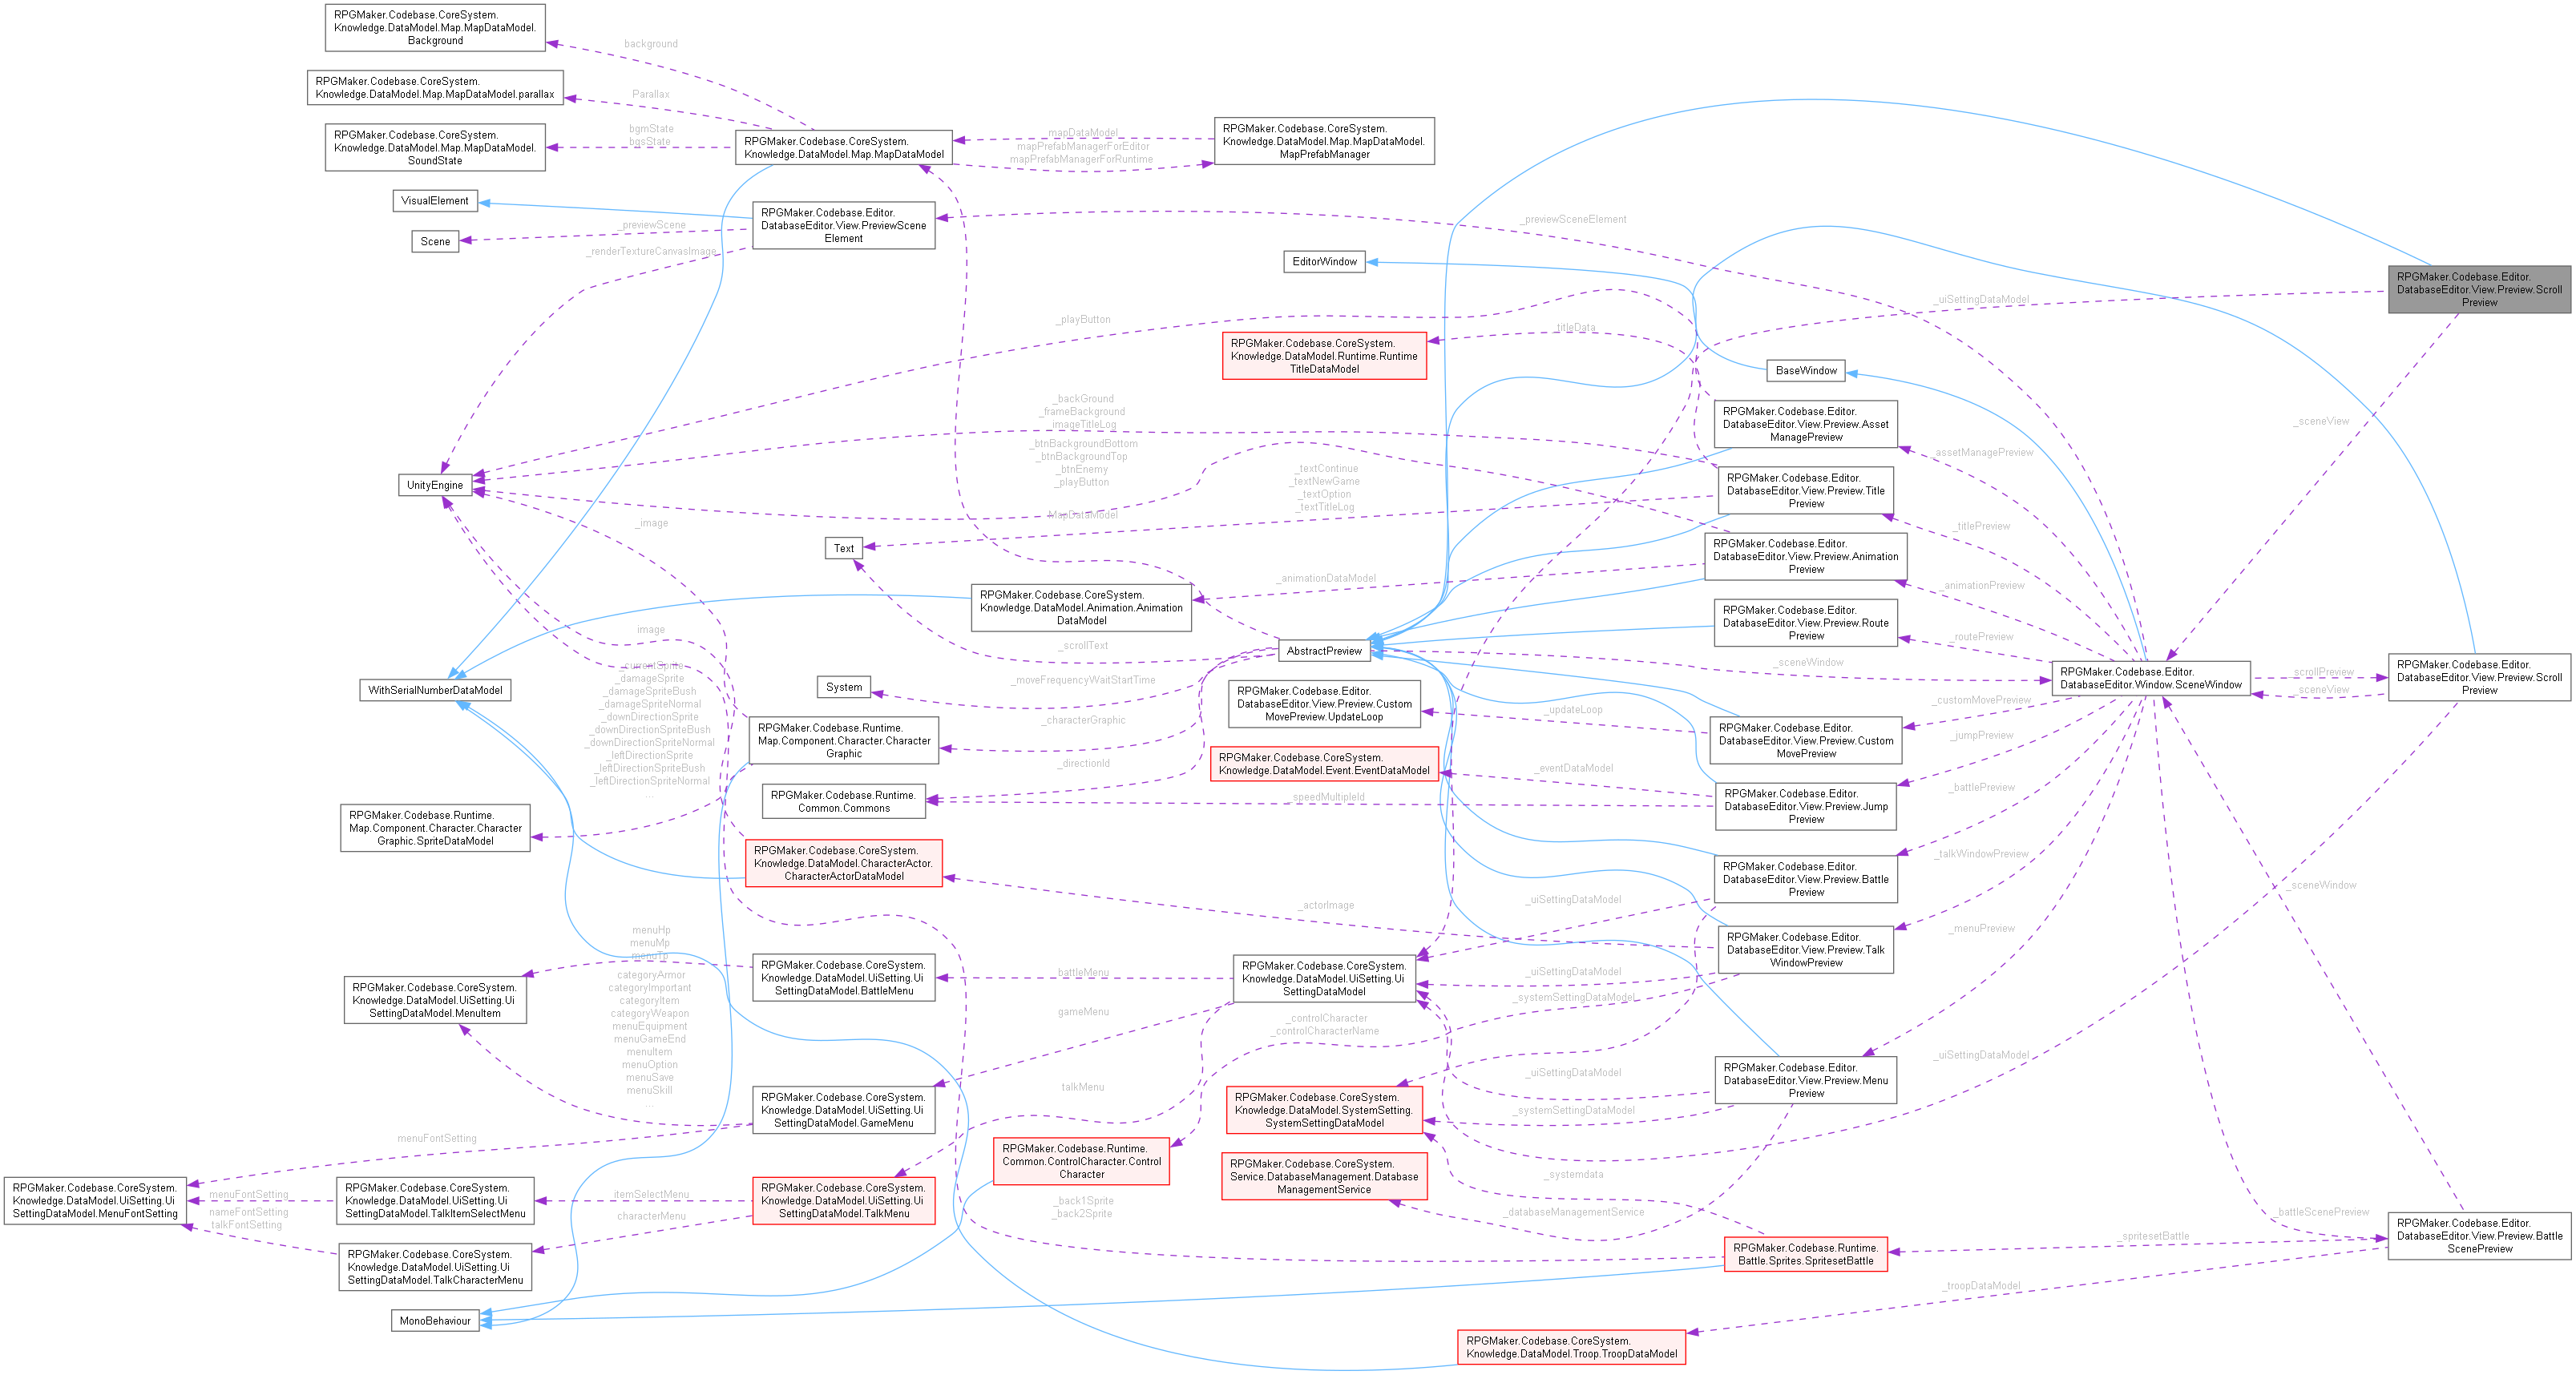 RPGMaker.Codebase.CoreSystem.
Knowledge.DataModel.Map.MapDataModel.
Background
background
RPGMaker.Codebase.CoreSystem.
Knowledge.DataModel.Map.MapDataModel.parallax
Parallax
RPGMaker.Codebase.CoreSystem.
Knowledge.DataModel.Map.MapDataModel.
SoundState
bgmState
bgsState
RPGMaker.Codebase.CoreSystem.
Knowledge.DataModel.Map.MapDataModel
mapDataModel
mapPrefabManagerForEditor
mapPrefabManagerForRuntime
RPGMaker.Codebase.CoreSystem.
Knowledge.DataModel.Map.MapDataModel.
MapPrefabManager
VisualElement
Scene
_previewScene
_renderTextureCanvasImage
RPGMaker.Codebase.Editor.
DatabaseEditor.View.PreviewScene
Element
_previewSceneElement
EditorWindow
_uiSettingDataModel
RPGMaker.Codebase.Editor.
DatabaseEditor.View.Preview.Scroll
Preview
_playButton
_titleData
RPGMaker.Codebase.CoreSystem.
Knowledge.DataModel.Runtime.Runtime
TitleDataModel
BaseWindow
_sceneView
_backGround
_frameBackground
imageTitleLog
RPGMaker.Codebase.Editor.
DatabaseEditor.View.Preview.Asset
ManagePreview
_btnBackgroundBottom
_btnBackgroundTop
_btnEnemy
_playButton
assetManagePreview
UnityEngine
_textContinue
_textNewGame
_textOption
_textTitleLog
RPGMaker.Codebase.Editor.
DatabaseEditor.View.Preview.Title
Preview
_titlePreview
_image
MapDataModel
Text
RPGMaker.Codebase.Editor.
DatabaseEditor.View.Preview.Animation
Preview
_animationDataModel
_animationPreview
RPGMaker.Codebase.CoreSystem.
Knowledge.DataModel.Animation.Animation
DataModel
RPGMaker.Codebase.Editor.
DatabaseEditor.View.Preview.Route
Preview
_routePreview
image
_scrollText
AbstractPreview
_sceneWindow
RPGMaker.Codebase.Editor.
DatabaseEditor.Window.SceneWindow
_scrollPreview
_sceneView
RPGMaker.Codebase.Editor.
DatabaseEditor.View.Preview.Scroll
Preview
WithSerialNumberDataModel
System
_moveFrequencyWaitStartTime
RPGMaker.Codebase.Editor.
DatabaseEditor.View.Preview.Custom
MovePreview.UpdateLoop
_updateLoop
_customMovePreview
_currentSprite
_damageSprite
_damageSpriteBush
_damageSpriteNormal
_downDirectionSprite
_downDirectionSpriteBush
_downDirectionSpriteNormal
_leftDirectionSprite
_leftDirectionSpriteBush
_leftDirectionSpriteNormal
...
RPGMaker.Codebase.Runtime.
Map.Component.Character.Character
Graphic
_characterGraphic
RPGMaker.Codebase.Editor.
DatabaseEditor.View.Preview.Custom
MovePreview
_jumpPreview
_directionId
RPGMaker.Codebase.CoreSystem.
Knowledge.DataModel.Event.EventDataModel
_eventDataModel
_speedMultipleId
RPGMaker.Codebase.Runtime.
Common.Commons
RPGMaker.Codebase.Editor.
DatabaseEditor.View.Preview.Jump
Preview
_battlePreview
RPGMaker.Codebase.Runtime.
Map.Component.Character.Character
Graphic.SpriteDataModel
RPGMaker.Codebase.CoreSystem.
Knowledge.DataModel.CharacterActor.
CharacterActorDataModel
RPGMaker.Codebase.Editor.
DatabaseEditor.View.Preview.Battle
Preview
_talkWindowPreview
_sceneWindow
_actorImage
_uiSettingDataModel
RPGMaker.Codebase.Editor.
DatabaseEditor.View.Preview.Talk
WindowPreview
_menuPreview
menuHp
menuMp
menuTp
RPGMaker.Codebase.CoreSystem.
Knowledge.DataModel.UiSetting.Ui
SettingDataModel.BattleMenu
battleMenu
RPGMaker.Codebase.CoreSystem.
Knowledge.DataModel.UiSetting.Ui
SettingDataModel
_uiSettingDataModel
_systemSettingDataModel
RPGMaker.Codebase.CoreSystem.
Knowledge.DataModel.UiSetting.Ui
SettingDataModel.MenuItem
categoryArmor
categoryImportant
categoryItem
categoryWeapon
menuEquipment
menuGameEnd
menuItem
menuOption
menuSave
menuSkill
...
gameMenu
_controlCharacter
_controlCharacterName
talkMenu
_uiSettingDataModel
RPGMaker.Codebase.Editor.
DatabaseEditor.View.Preview.Menu
Preview
_uiSettingDataModel
RPGMaker.Codebase.CoreSystem.
Knowledge.DataModel.UiSetting.Ui
SettingDataModel.GameMenu
RPGMaker.Codebase.CoreSystem.
Knowledge.DataModel.SystemSetting.
SystemSettingDataModel
_systemSettingDataModel
menuFontSetting
RPGMaker.Codebase.Runtime.
Common.ControlCharacter.Control
Character
RPGMaker.Codebase.CoreSystem.
Service.DatabaseManagement.Database
ManagementService
_systemdata
RPGMaker.Codebase.CoreSystem.
Knowledge.DataModel.UiSetting.Ui
SettingDataModel.MenuFontSetting
menuFontSetting
nameFontSetting
talkFontSetting
RPGMaker.Codebase.CoreSystem.
Knowledge.DataModel.UiSetting.Ui
SettingDataModel.TalkItemSelectMenu
itemSelectMenu
characterMenu
RPGMaker.Codebase.CoreSystem.
Knowledge.DataModel.UiSetting.Ui
SettingDataModel.TalkMenu
_back1Sprite
_back2Sprite
_databaseManagementService
_battleScenePreview
RPGMaker.Codebase.Editor.
DatabaseEditor.View.Preview.Battle
ScenePreview
_spritesetBattle
RPGMaker.Codebase.Runtime.
Battle.Sprites.SpritesetBattle
RPGMaker.Codebase.CoreSystem.
Knowledge.DataModel.UiSetting.Ui
SettingDataModel.TalkCharacterMenu
_troopDataModel
MonoBehaviour
RPGMaker.Codebase.CoreSystem.
Knowledge.DataModel.Troop.TroopDataModel